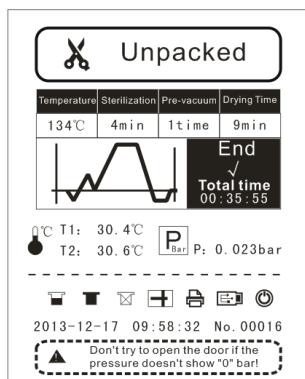 Unpacked
Temperature Sterilization Pre-vacuum Drying Time
134℃ 4min 1time 9min
End
√
Total time
00:35:55
℃ T1: 30.4℃
T2: 30.6℃
P Bar P: 0.023bar
2013-12-17 09:58:32 No.00016
Don't try to open the door if the
pressure doesn't show "0" bar!